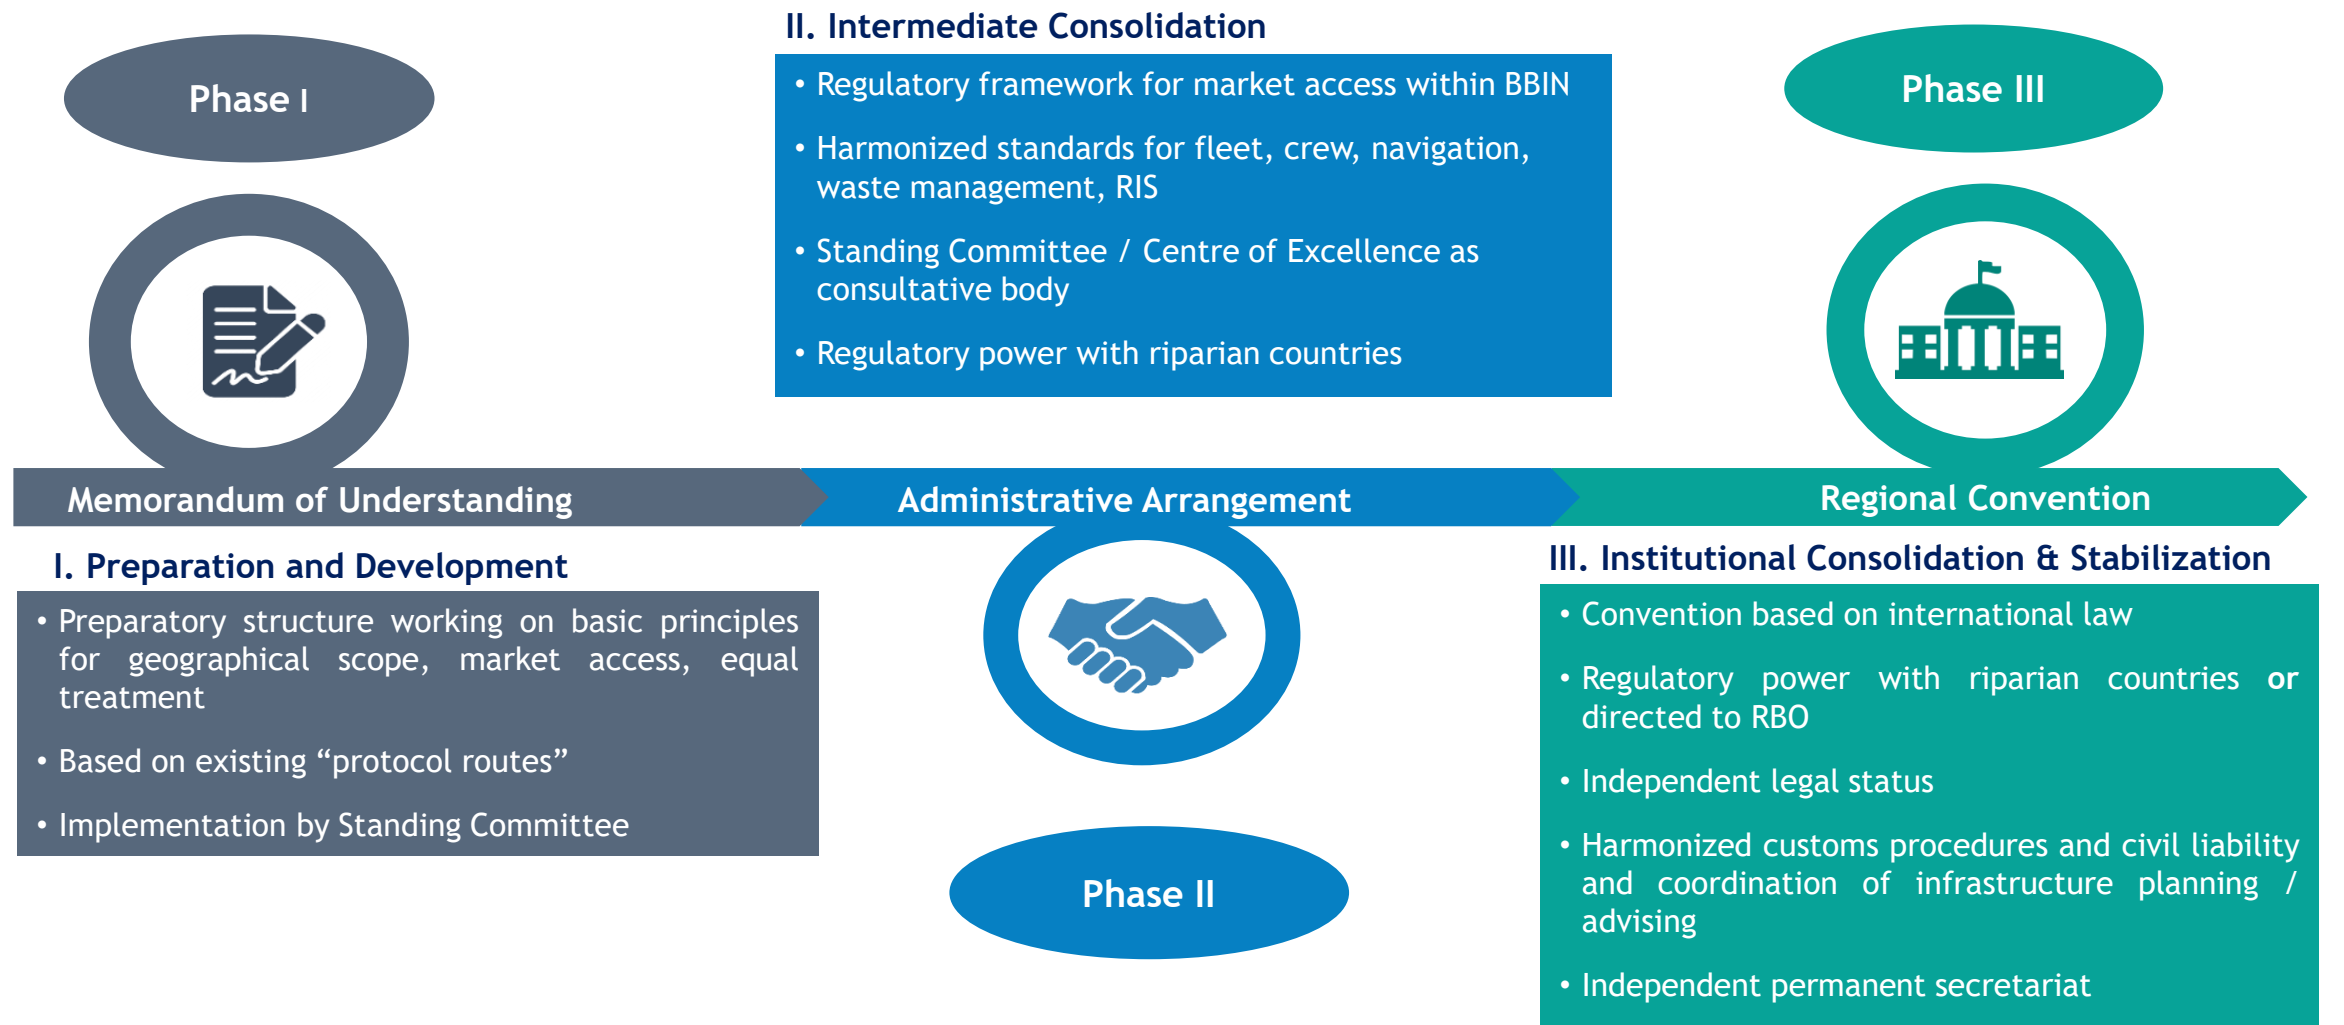 Phase I
Memorandum of Understanding
I. Preparation and Development
• Preparatory structure working on basic principles
for geographical scope, market access, equal
treatment
• Based on existing “protocol routes”
• Implementation by Standing Committee
II. Intermediate Consolidation
• Regulatory framework for market access within BBIN
• Harmonized standards for fleet, crew, navigation,
waste management, RIS
• Standing Committee / Centre of Excellence as
consultative body
• Regulatory power with riparian countries
Administrative Arrangement
Phase II
Phase III
Regional Convention
III. Institutional Consolidation & Stabilization
• Convention based on international law
• Regulatory power with riparian countries or
directed to RBO
• Independent legal status
• Harmonized customs procedures and civil liability
and coordination of infrastructure planning /
advising
• Independent permanent secretariat